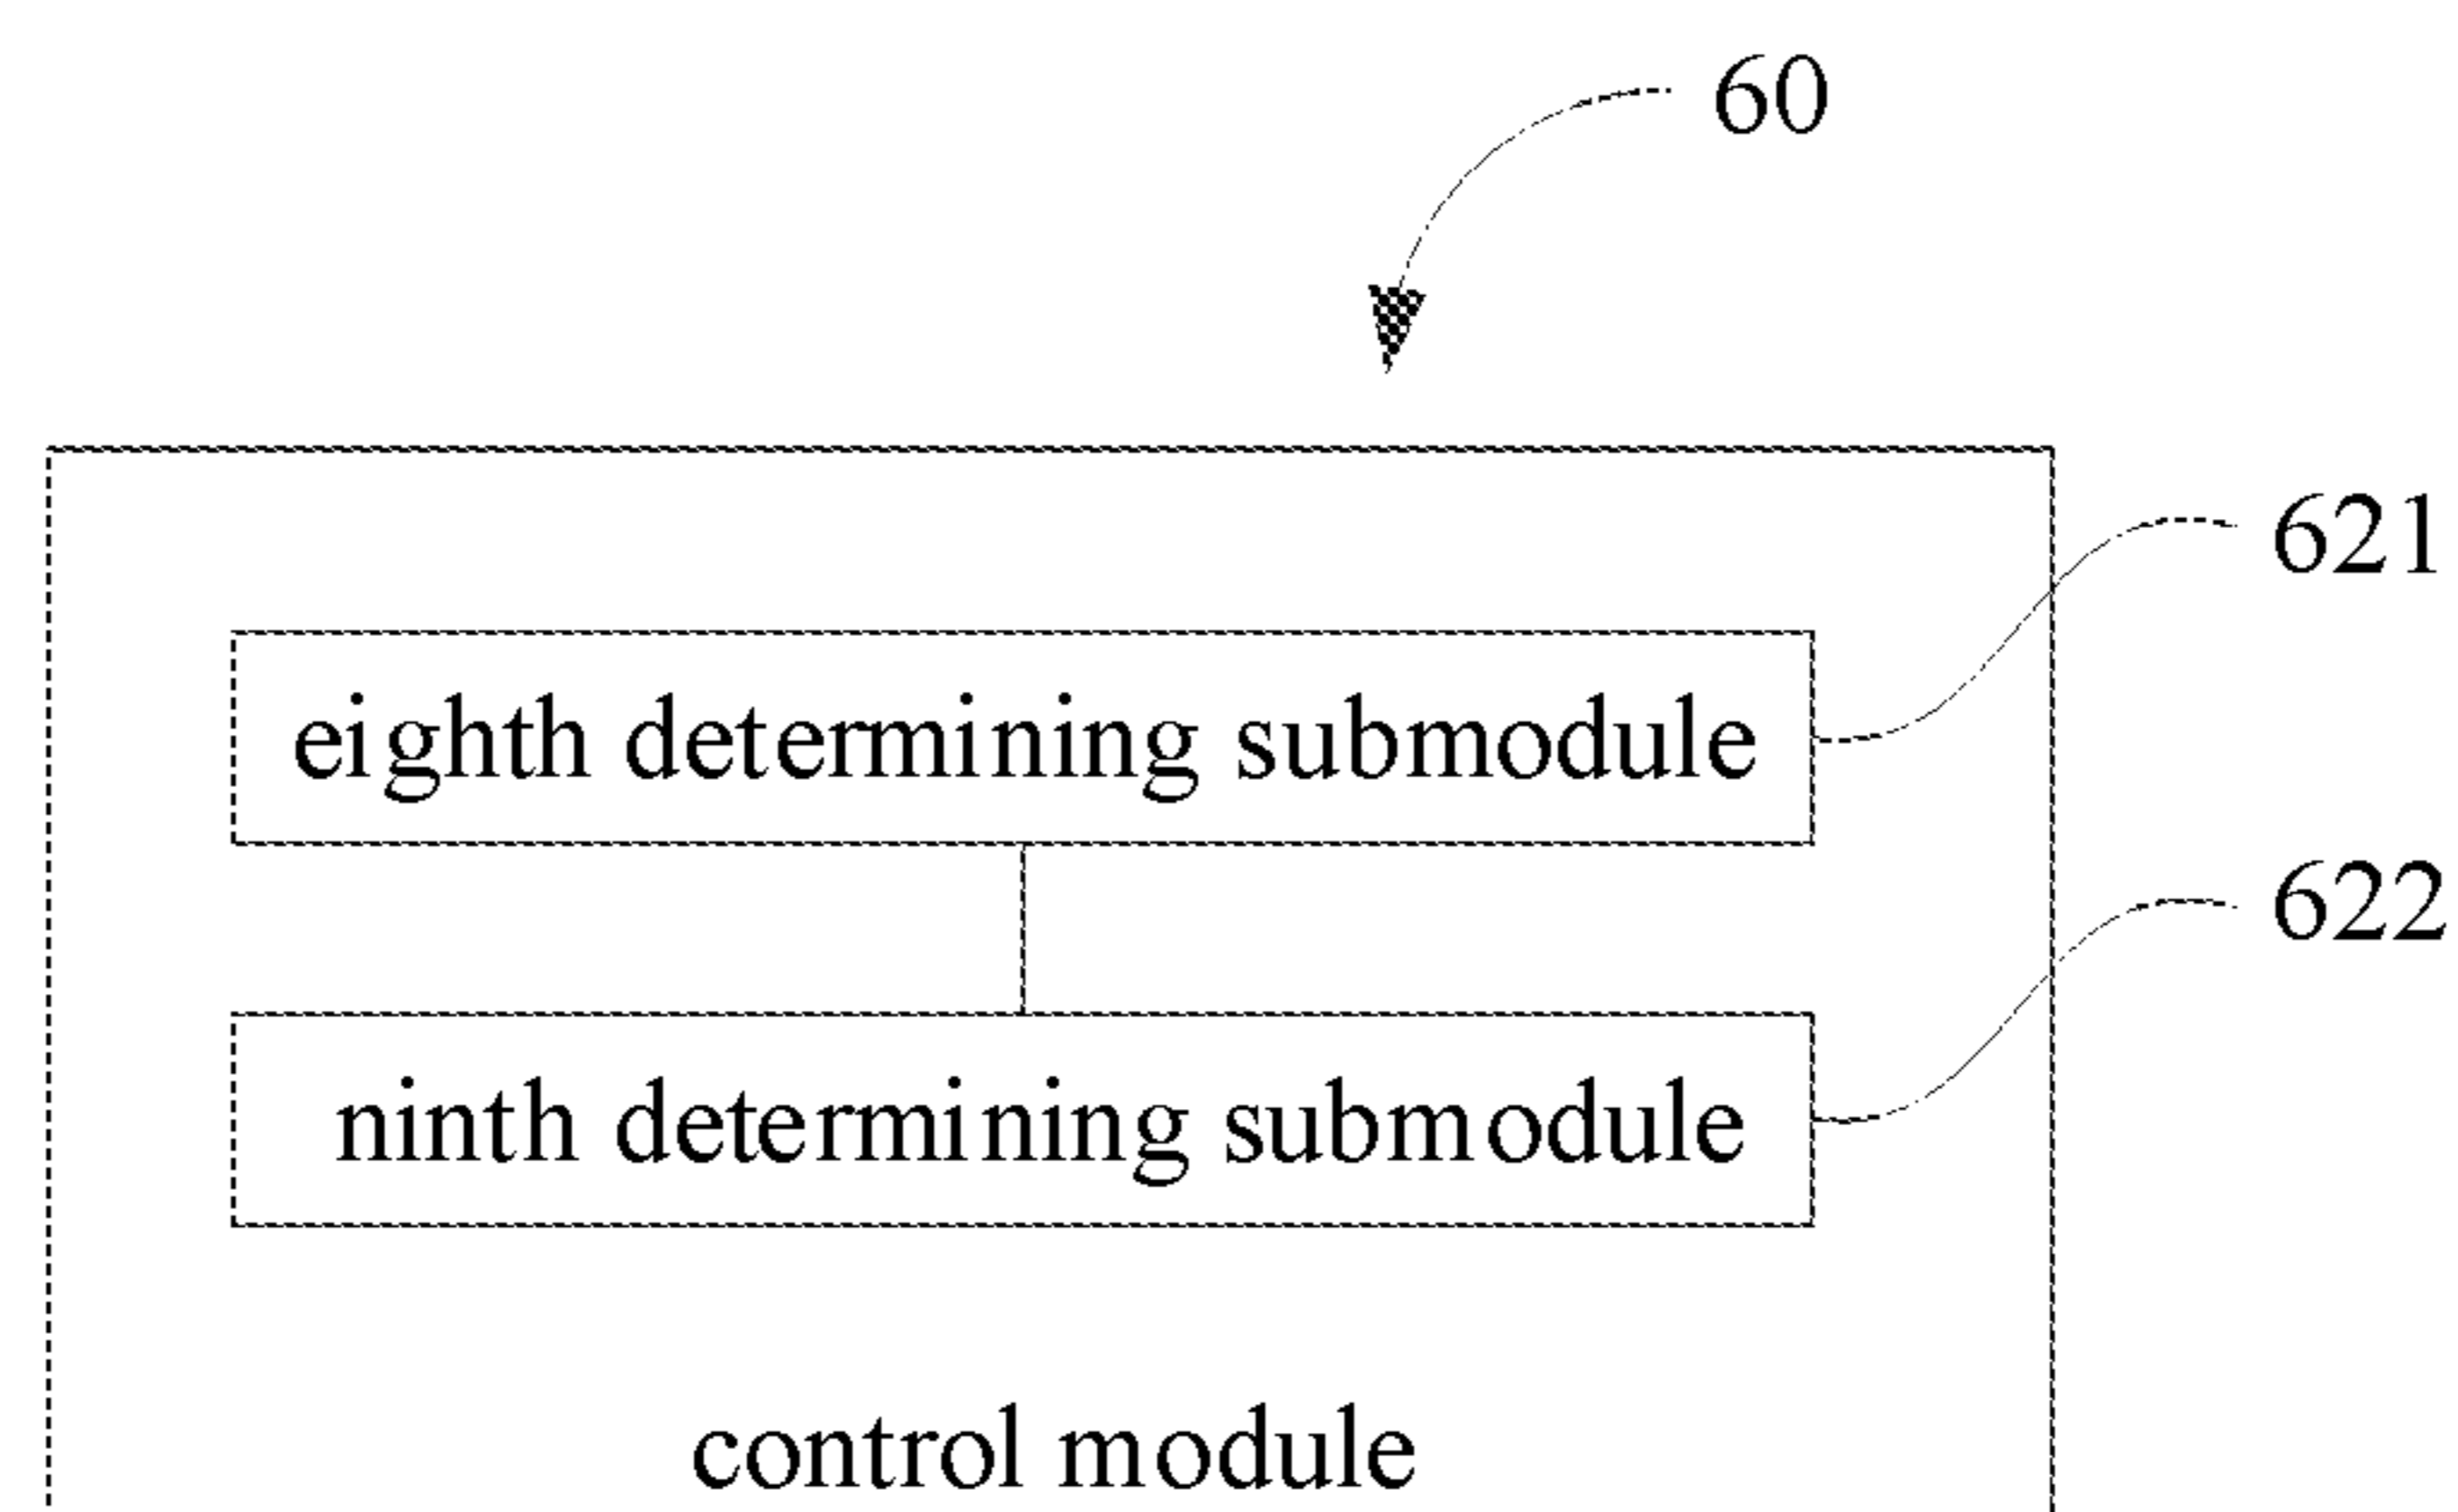 60
621
eighth determining submodule
622
ninth determining submodule
control module